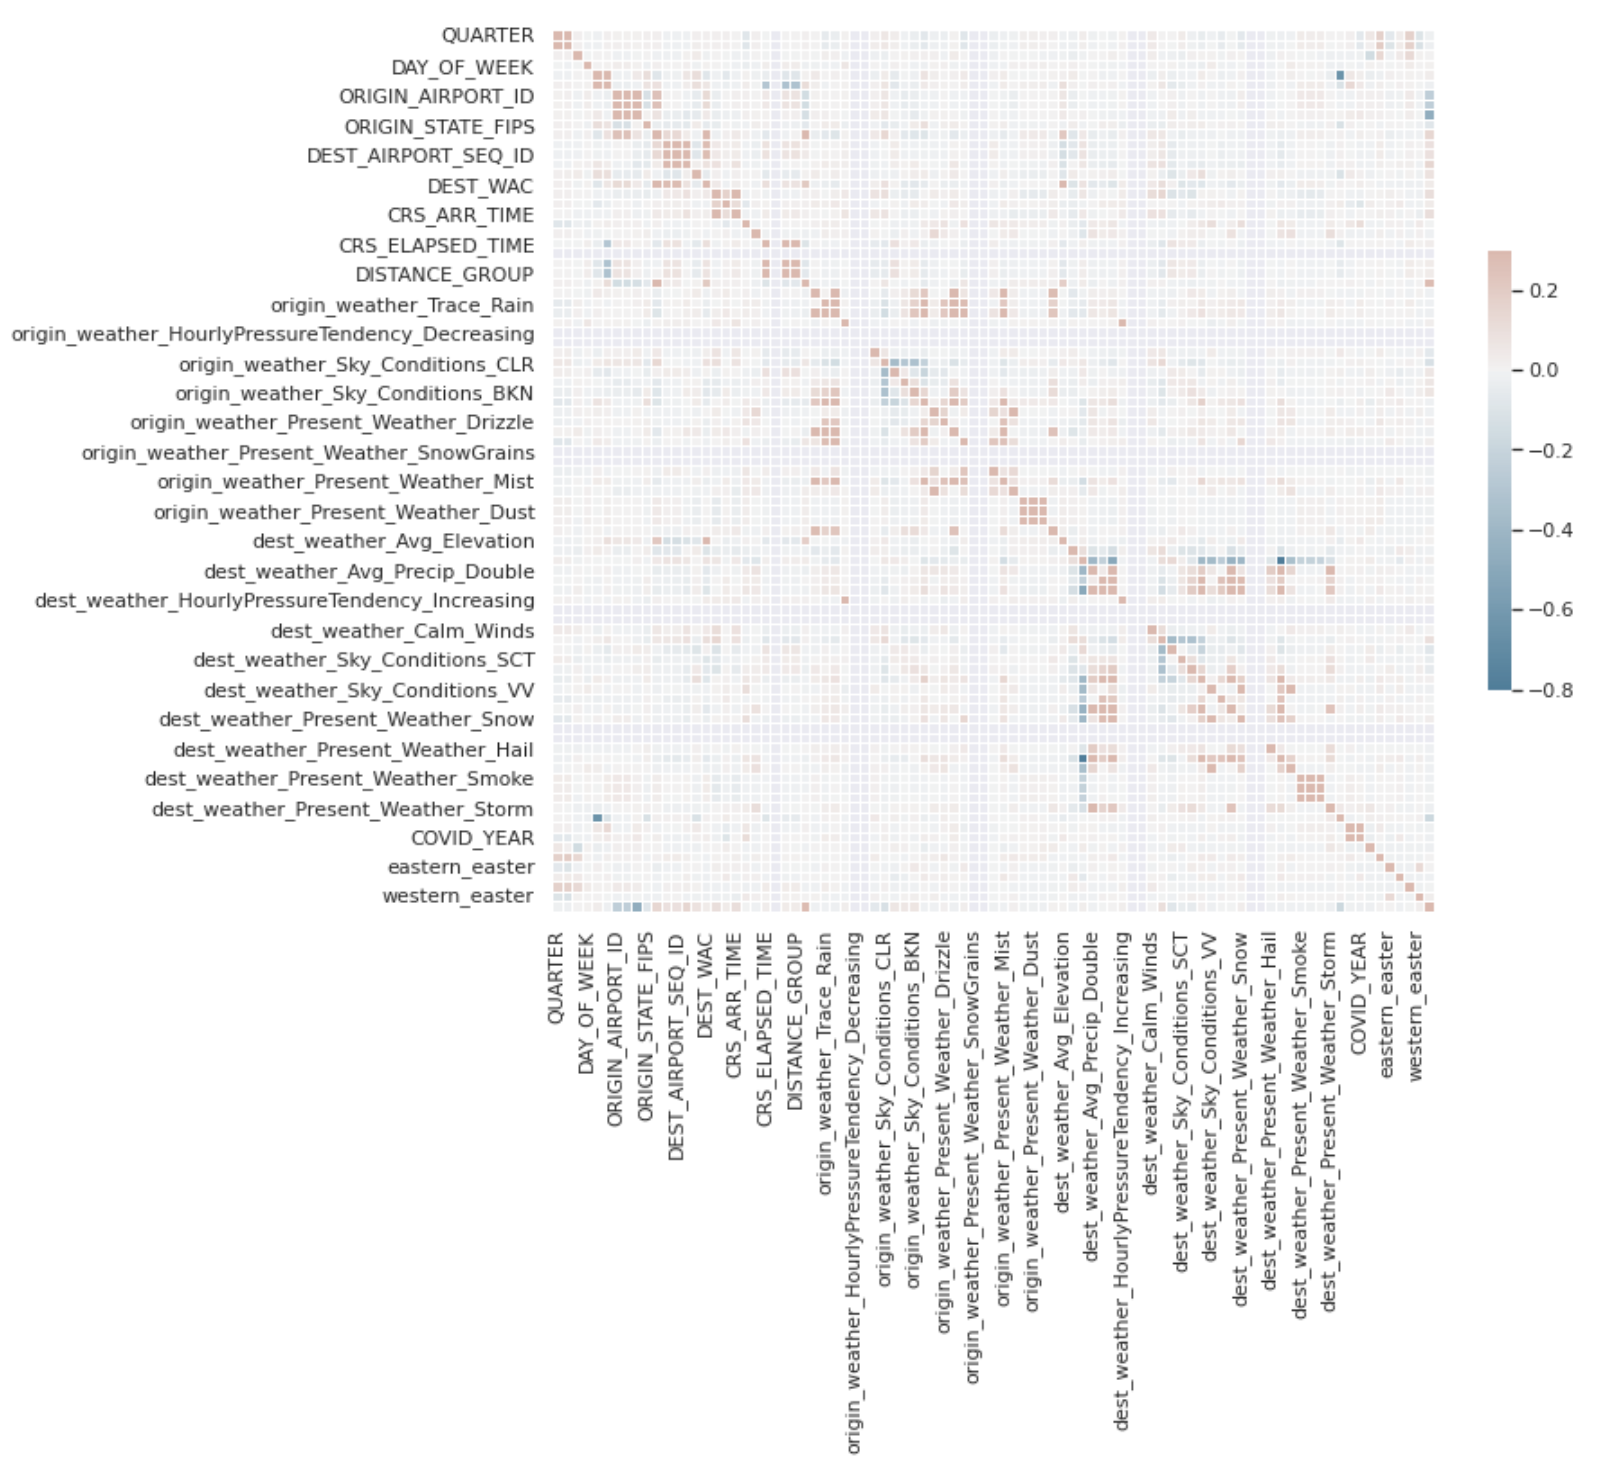 QUARTER
DAY_OF_WEEK
ORIGIN_AIRPORT_ID
ORIGIN_STATE_FIPS
DEST_AIRPORT_SEQ_ID
DEST_WAC
CRS_ARR_TIME
CRS_ELAPSED_TIME
DISTANCE_GROUP
origin_weather_Trace_Rain
origin_weather_HourlyPressureTendency_Decreasing
origin_weather_Sky_Conditions_CLR
origin_weather_Sky_Conditions_BKN
origin_weather_Present_Weather_Drizzle
origin_weather_Present_Weather_SnowGrains
origin_weather_Present_Weather_Mist
origin_weather_Present_Weather_Dust
dest_weather_Avg_Elevation
dest_weather_Avg_Precip_Double
dest_weather_HourlyPressureTendency_Increasing
dest_weather_Calm_Winds
dest_weather_Sky_Conditions_SCT
dest_weather_Sky_Conditions_VV
dest_weather_Present_Weather_Snow
dest_weather_Present_Weather_Hail
dest_weather_Present_Weather_Smoke
dest_weather_Present_Weather_Storm
COVID_YEAR
eastern_easter
western_easter
QUARTER
DAY_OF_WEEK
ORIGIN_AIRPORT_ID
ORIGIN_STATE_FIPS
DEST_AIRPORT_SEQ_ID
DEST_WAC
CRS_ARR_TIME
CRS_ELAPSED_TIME
DISTANCE_GROUP
origin_weather_Trace_Rain
origin_weather_HourlyPressureTendency_Decreasing
origin_weather_Sky_Conditions_CLR
origin_weather_Sky_Conditions_BKN
origin_weather_Present_Weather_Drizzle
origin_weather_Present_Weather_SnowGrains
origin_weather_Present_Weather_Mist
origin_weather_Present_Weather_Dust
dest_weather_Avg_Elevation
dest_weather_Avg_Precip_Double
dest_weather_HourlyPressureTendency_Increasing
dest_weather_Calm_Winds
dest_weather_Sky_Conditions_SCT
dest_weather_Sky_Conditions_VV
dest_weather_Present_Weather_Snow
dest_weather_Present_Weather_Hail
dest_weather_Present_Weather_Smoke
dest_weather_Present_Weather_Storm
COVID_YEAR
eastern_easter
western_easter
0.2
0.0
−0.2
−0.4
−0.6
−0.8